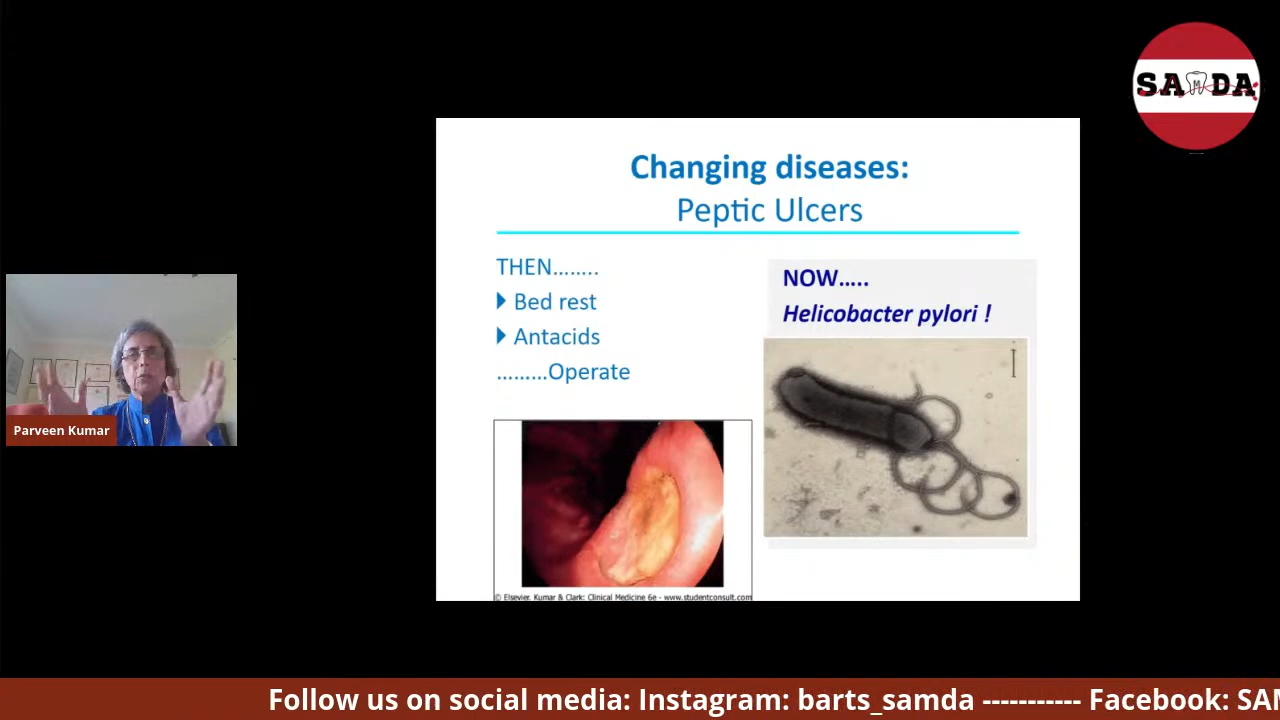 SAMDA
Changing diseases:
Peptic Ulcers
THEN……..
Bed rest
Antacids
………Operate
NOW…..
Helicobacter pylori !
© Elsevier. Kumar & Clark: Clinical Medicine 6e - www.studentconsult.com
Parveen Kumar
Follow us on social media: Instagram: barts_samda ----------- Facebook: SAM